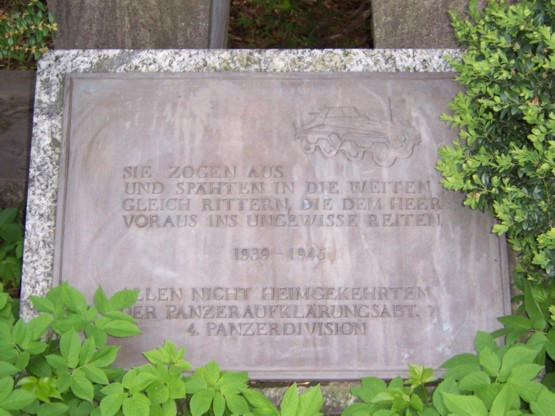 SIE ZOGEN AUS
UND SPÄHTEN IN DIE WEITEN
GLEICH RITTERN, DIE DEM HEER
VORAUS INS UNGEWISSE REITEN
1939-1945
ALLEN NICHT HEIMGEKEHRTEN
DER PANZERAUFKLÄRUNGSABT. 7
4. PANZERDIVISION